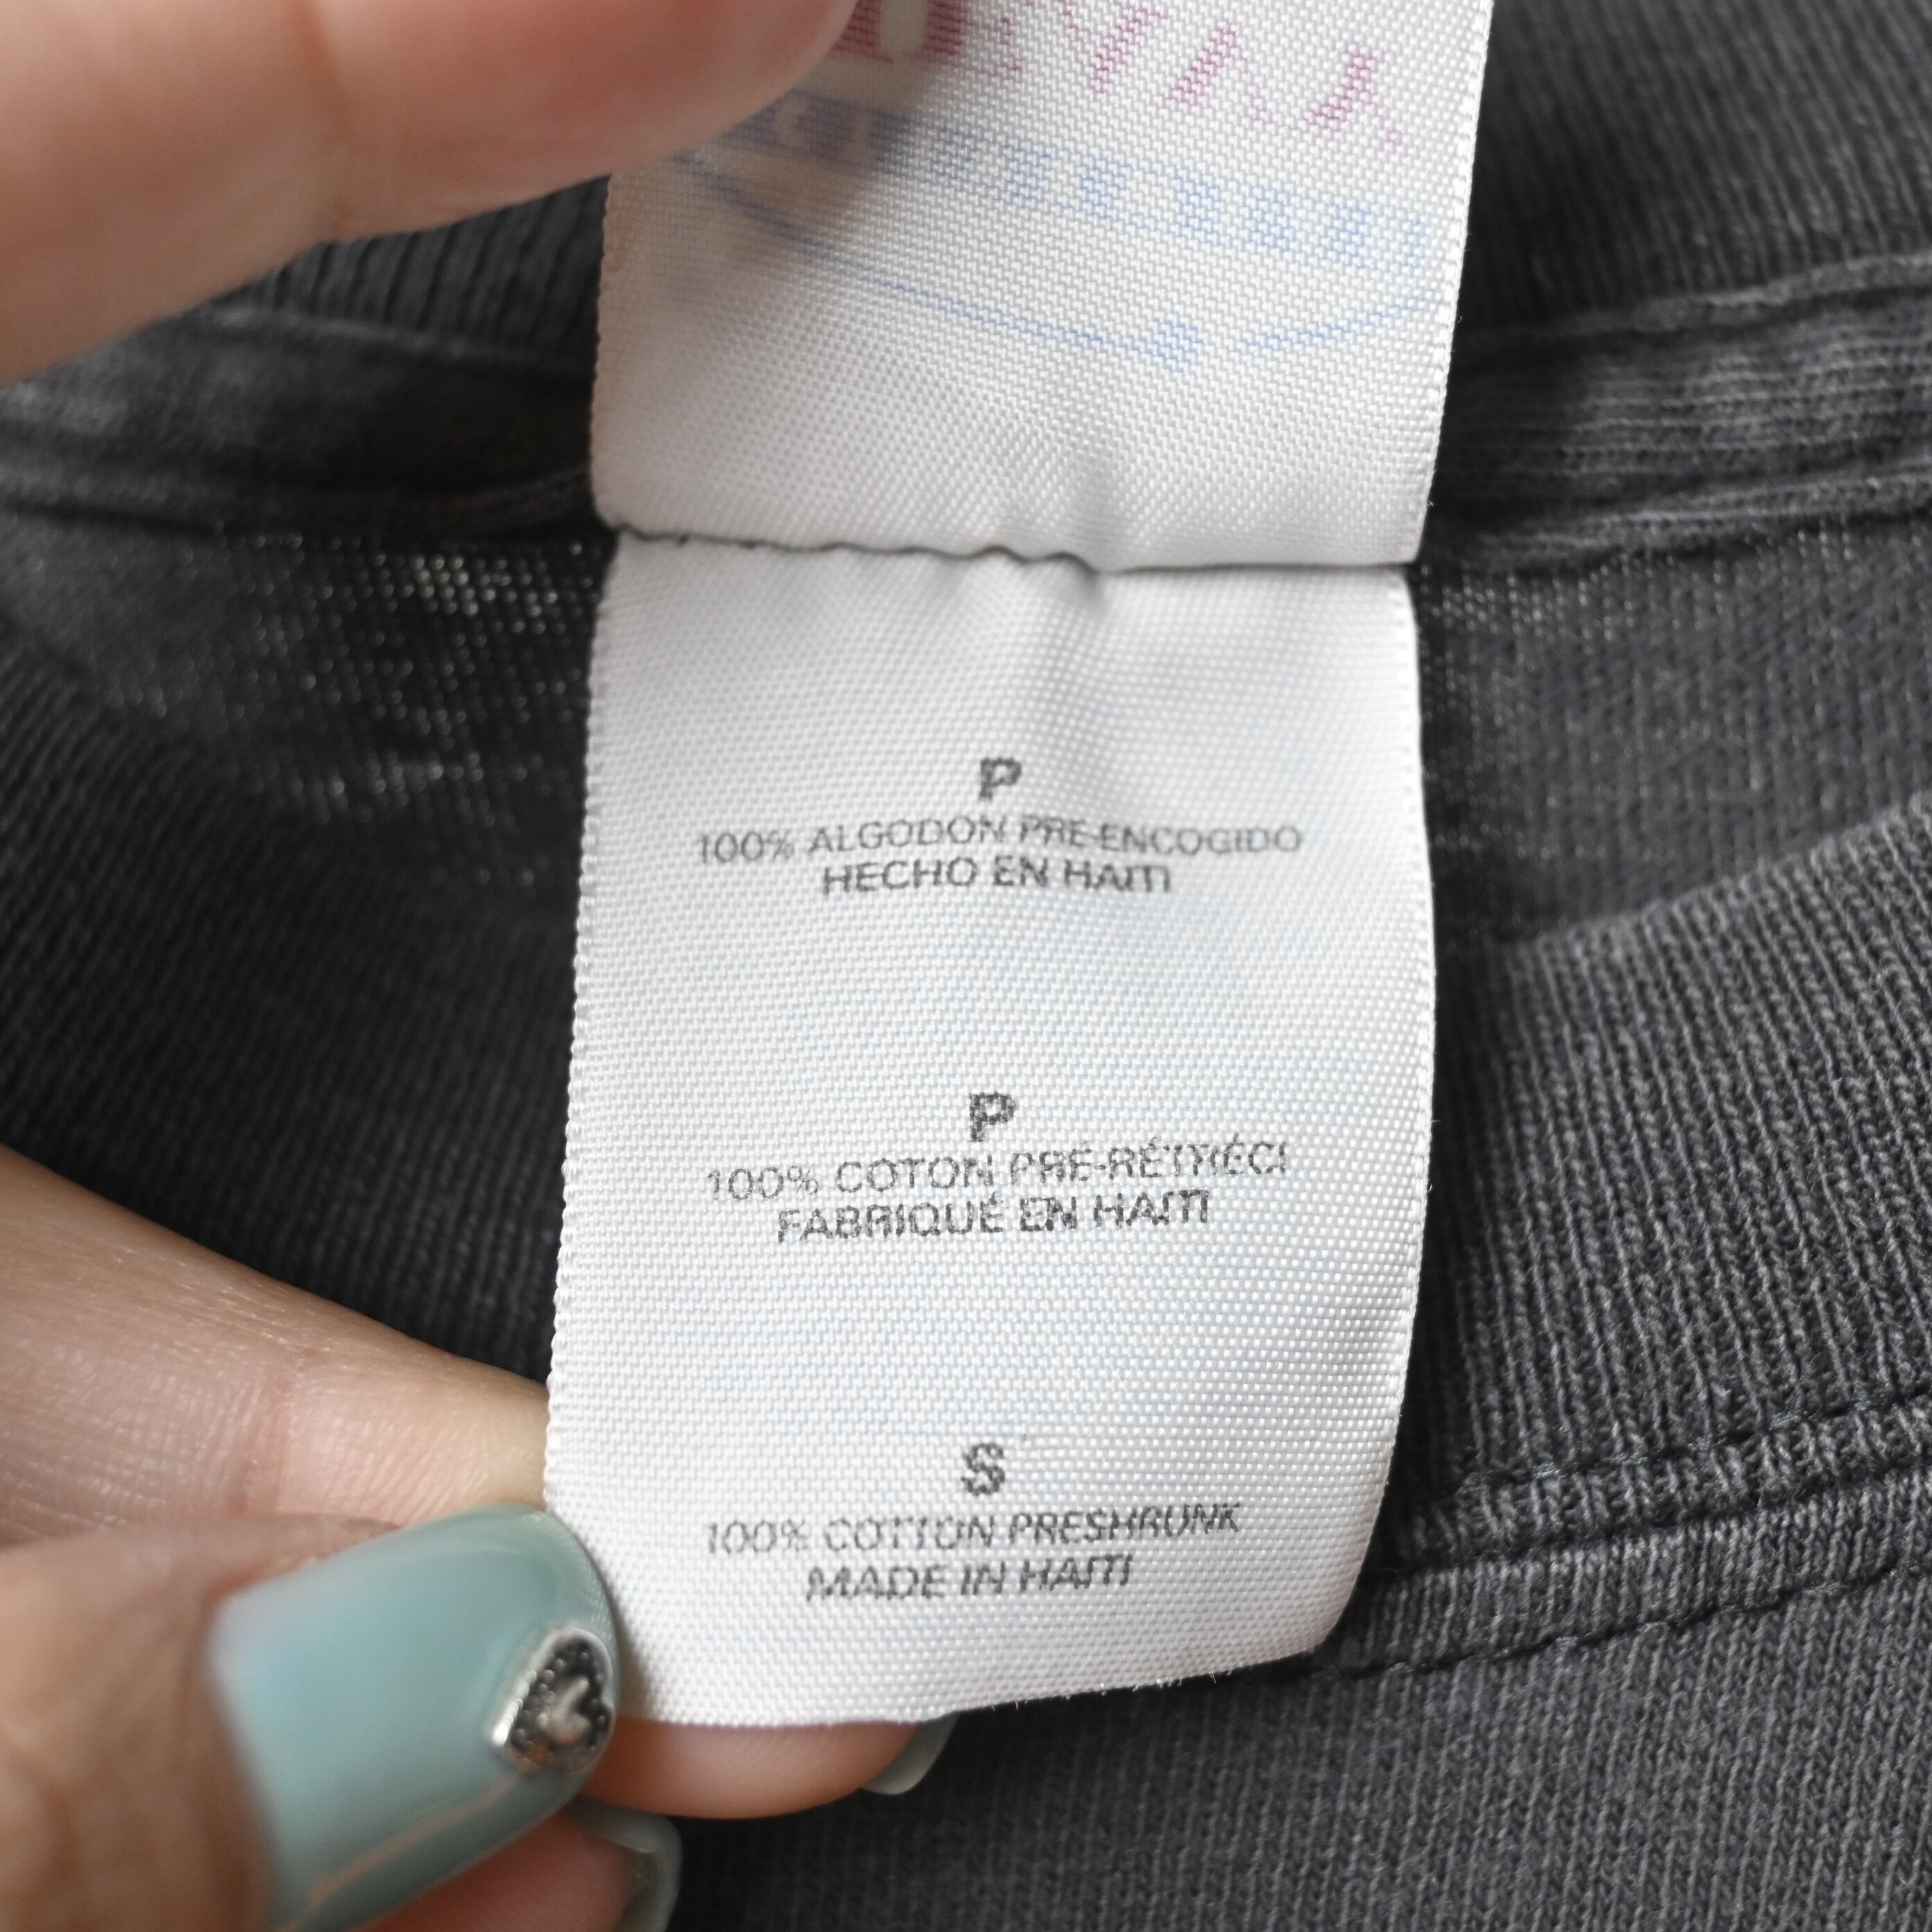 P
100% ALGODON PRE-ENCOGIDO
HECHO EN HAITI
P
100% COTON PRÉ-RÉTRÉCI
FABRIQUÉ EN HAITI
S
100% COTTON PRESHRUNK
MADE IN HAITI